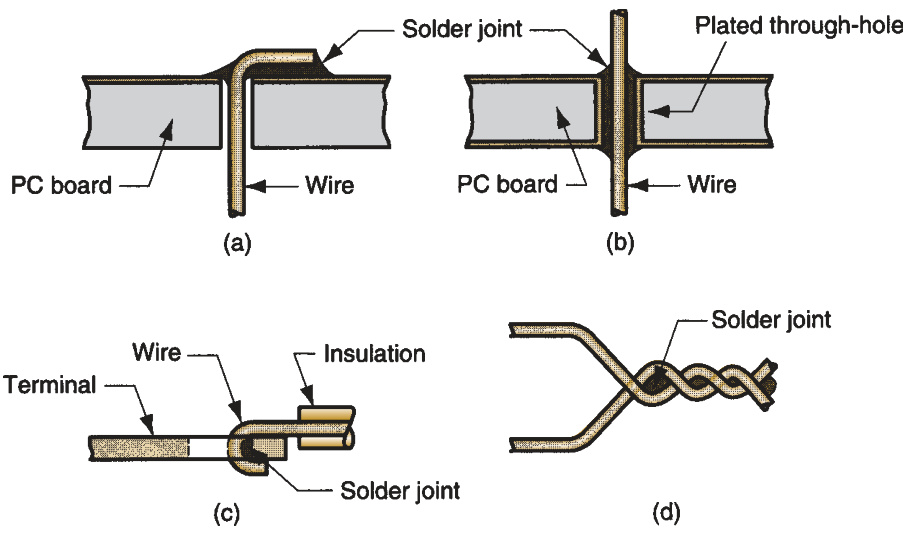 Solder joint
Plated through-hole
PC board
Wire
PC board
Wire
(a)
(b)
Wire
Insulation
Terminal
Solder joint
(c)
Solder joint
(d)